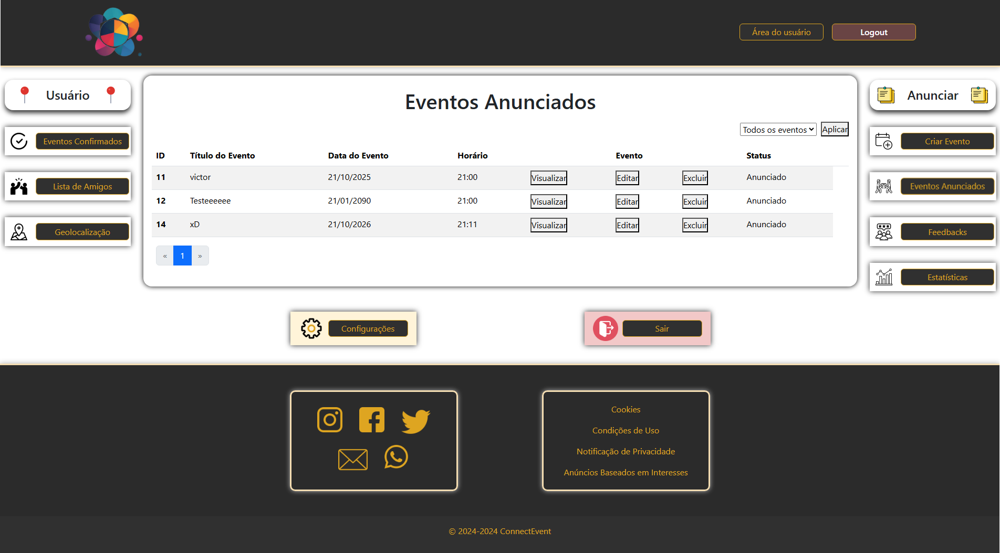 Área do usuário
Logout
Usuário
Eventos Confirmados
Lista de Amigos
Geolocalização
Eventos Anunciados
Todos os eventos
Aplicar
ID Título do Evento Data do Evento Horário Evento Status
11 victor 21/10/2025 21:00 Visualizar Editar Excluir Anunciado
12 Testeeeeee 21/01/2090 21:00 Visualizar Editar Excluir Anunciado
14 xD 21/10/2026 21:11 Visualizar Editar Excluir Anunciado
« 1 »
Anunciar
Criar Evento
Eventos Anunciados
Feedbacks
Estatísticas
Configurações
Sair
Cookies
Condições de Uso
Notificação de Privacidade
Anúncios Baseados em Interesses
© 2024-2024 ConnectEvent